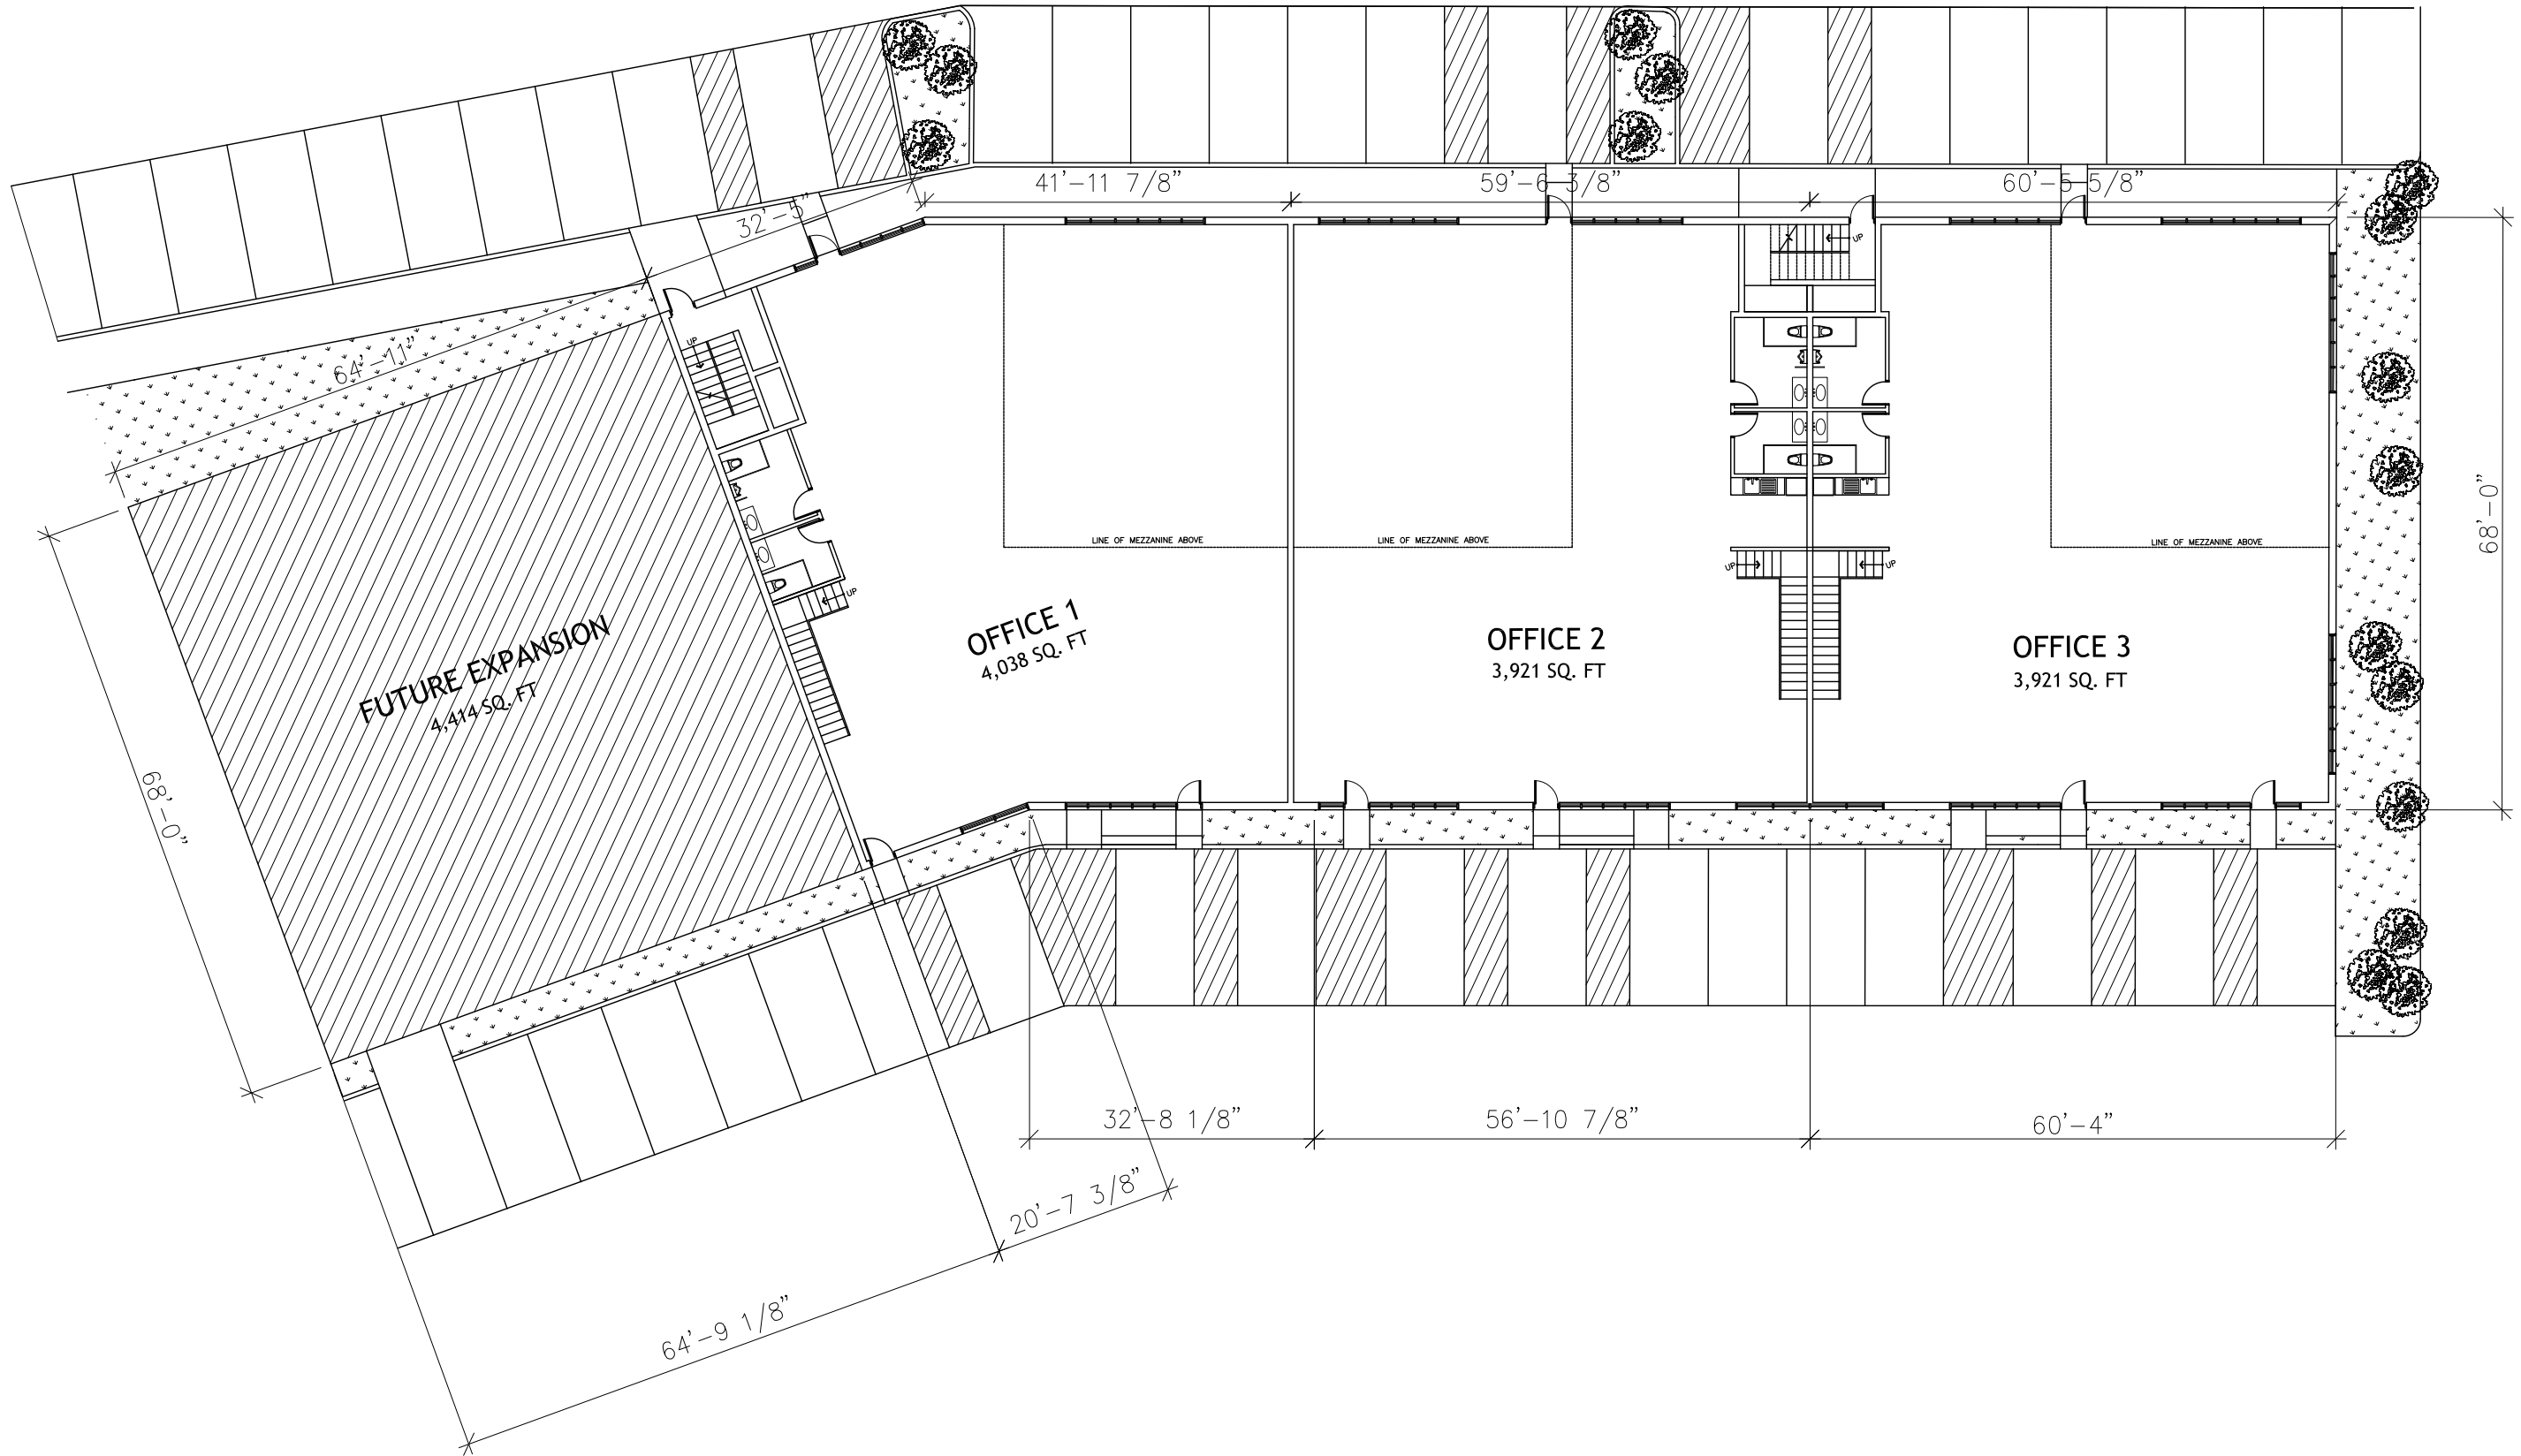 41'-11 7/8"
59'-6 3/8"
60'-5 5/8"
32'-5"
UP
64'-11"
UP
68'-0"
LINE OF MEZZANINE ABOVE
LINE OF MEZZANINE ABOVE
LINE OF MEZZANINE ABOVE
UP
UP
UP
OFFICE 1
4,038 SQ. FT
OFFICE 2
3,921 SQ. FT
OFFICE 3
3,921 SQ. FT
FUTURE EXPANSION
4,414 SQ. FT
68'-0"
32'-8 1/8"
56'-10 7/8"
60'-4"
20'-7 3/8"
64'-9 1/8"